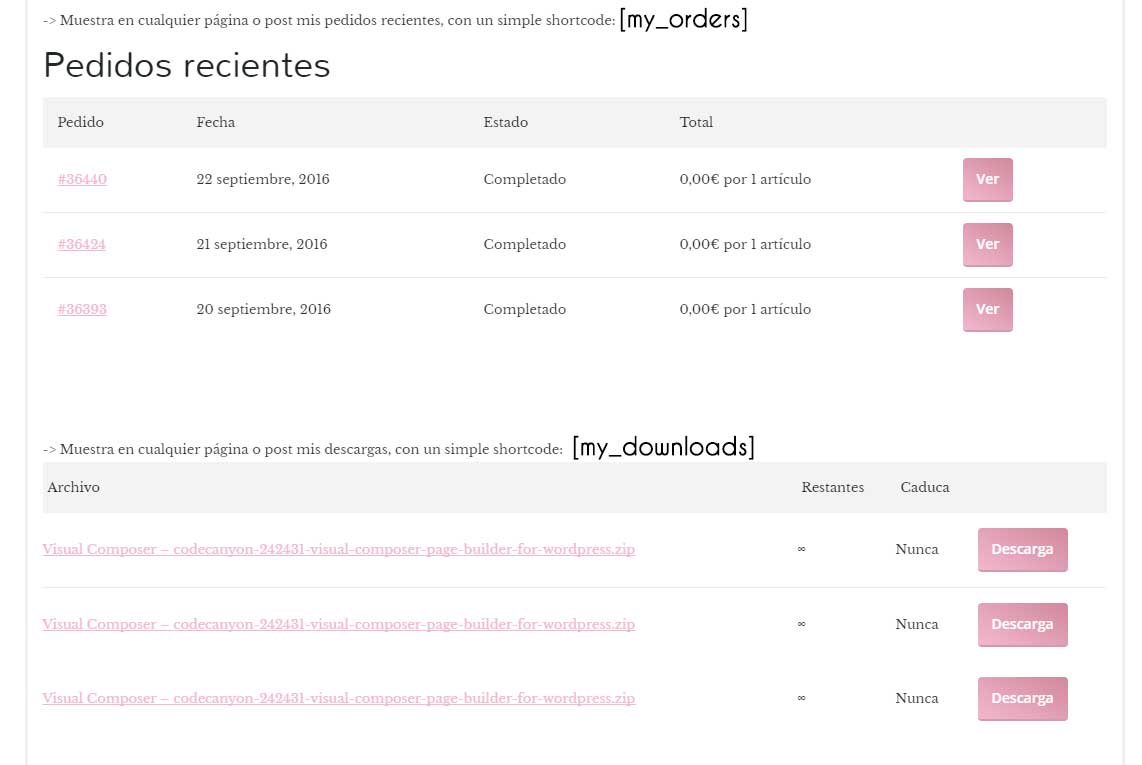 -> Muestra en cualquier página o post mis pedidos recientes, con un simple shortcode: [my_orders]
Pedidos recientes
Pedido Fecha Estado Total
#36440 22 septiembre, 2016 Completado 0,00€ por 1 artículo Ver
#36424 21 septiembre, 2016 Completado 0,00€ por 1 artículo Ver
#36393 20 septiembre, 2016 Completado 0,00€ por 1 artículo Ver
-> Muestra en cualquier página o post mis descargas, con un simple shortcode: [my_downloads]
Archivo Restantes Caduca
Visual Composer – codecanyon-242431-visual-composer-page-builder-for-wordpress.zip ∞ Nunca Descarga
Visual Composer – codecanyon-242431-visual-composer-page-builder-for-wordpress.zip ∞ Nunca Descarga
Visual Composer – codecanyon-242431-visual-composer-page-builder-for-wordpress.zip ∞ Nunca Descarga